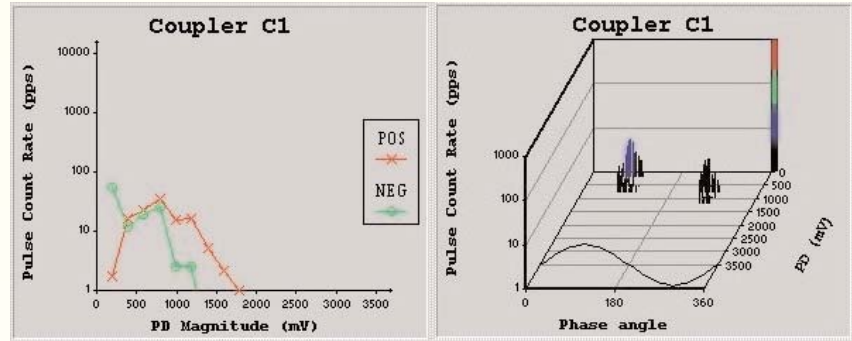 Coupler C1
Pulse Count Rate (pps)
10000
1000
100
10
1
0 500 1000 1500 2000 2500 3000 3500
PD Magnitude (mV)
POS
NEG
Coupler C1
Pulse Count Rate (pps)
1000
100
10
1
0 180 360
Phase angle
0
500
1000
1500
2000
2500
3000
3500
PD (mV)